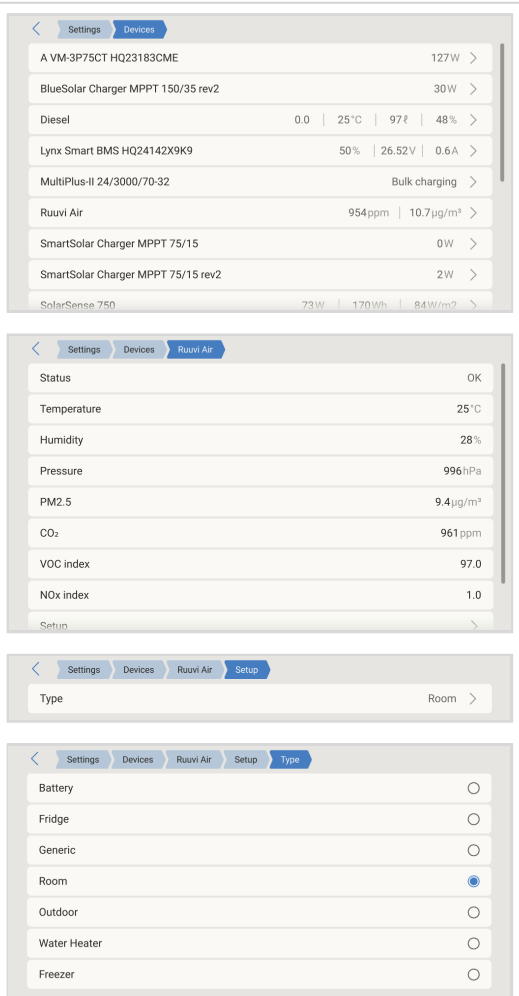 Settings Devices
A VM-3P75CT HQ23183CME 127W
BlueSolar Charger MPPT 150/35 rev2 30W
Diesel 0.0 25°C 97ℓ 48%
Lynx Smart BMS HQ24142X9K9 50% 26.52V 0.6A
MultiPlus-II 24/3000/70-32 Bulk charging
Ruuvi Air 954ppm 10.7µg/m³
SmartSolar Charger MPPT 75/15 0W
SmartSolar Charger MPPT 75/15 rev2 2W
SolarSense 750 73W 170Wh 84W/m2
Settings Devices Ruuvi Air
Status OK
Temperature 25°C
Humidity 28%
Pressure 996hPa
PM2.5 9.4µg/m³
CO₂ 961ppm
VOC index 97.0
NOx index 1.0
Setup
Settings Devices Ruuvi Air Setup
Type Room
Settings Devices Ruuvi Air Setup Type
Battery
Fridge
Generic
Room
Outdoor
Water Heater
Freezer